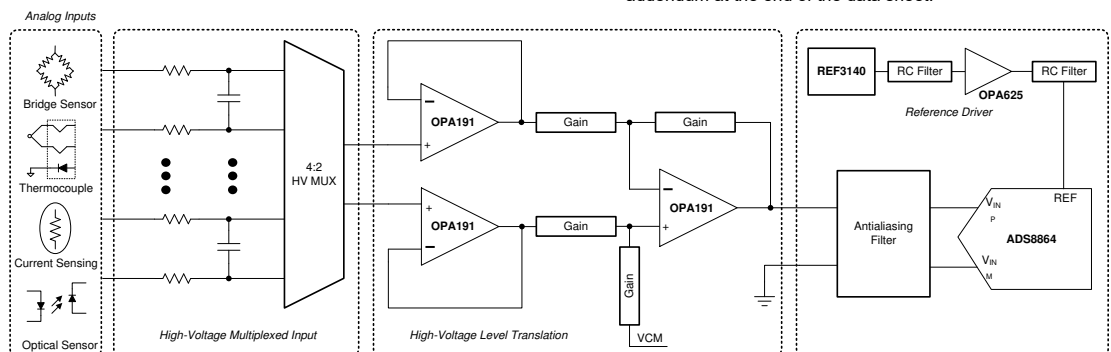 addendum at the end of the data sheet.
Analog Inputs
Bridge Sensor
Thermocouple
Current Sensing
Optical Sensor
4:2
HV MUX
High-Voltage Multiplexed Input
OPA191
Gain
Gain
OPA191
OPA191
Gain
Gain
VCM
High-Voltage Level Translation
REF3140
RC Filter
OPA625
RC Filter
Reference Driver
Antialiasing
Filter
REF
VIN
P
ADS8864
VIN
M